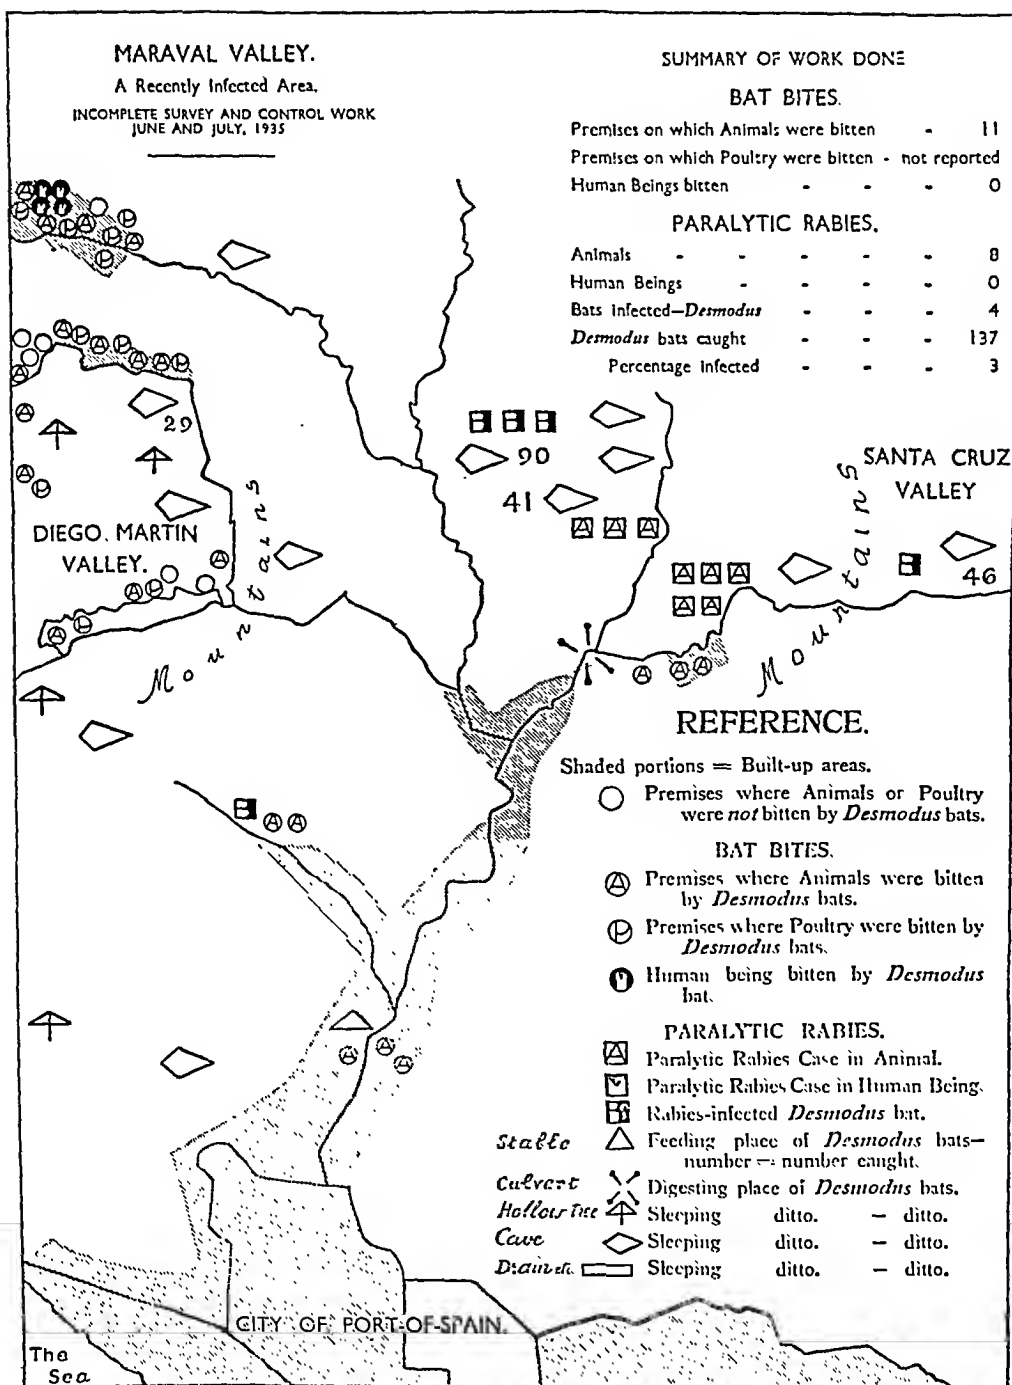 MARAVAL VALLEY.
A Recently Infected Area.
INCOMPLETE SURVEY AND CONTROL WORK
JUNE AND JULY, 1935
SUMMARY OF WORK DONE
BAT BITES.
Premises on which Animals were bitten - 11
Premises on which Poultry were bitten - not reported
Human Beings bitten - - - 0
PARALYTIC RABIES.
Animals - - - - - 8
Human Beings - - - - 0
Bats infected—Desmodus - - - 4
Desmodus bats caught - - - 137
Percentage infected - - - 3
29
90
41
SANTA CRUZ
VALLEY
46
DIEGO. MARTIN
VALLEY.
Mountains
Mountains
REFERENCE.
Shaded portions = Built-up areas.
Premises where Animals or Poultry
were not bitten by Desmodus bats.
BAT BITES.
A Premises where Animals were bitten
by Desmodus bats.
P Premises where Poultry were bitten by
Desmodus bats.
Human being bitten by Desmodus
bat.
PARALYTIC RABIES.
A Paralytic Rabies Case in Animal.
Paralytic Rabies Case in Human Being.
B Rabies-infected Desmodus bat.
Stable Feeding place of Desmodus bats—
number = number caught.
Culvert Digesting place of Desmodus bats.
Hollow Tree Sleeping ditto. — ditto.
Cave Sleeping ditto. — ditto.
Sleeping ditto. — ditto.
CITY OF PORT-OF-SPAIN.
The
Sea